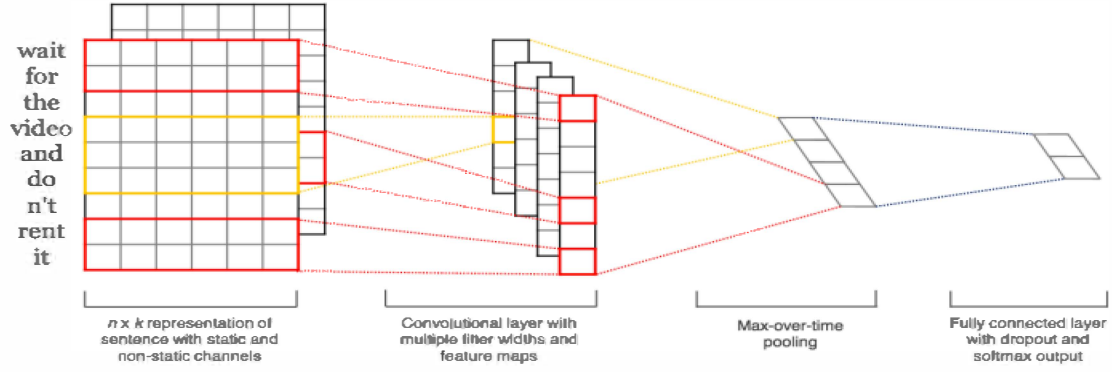 wait
for
the
video
and
do
n't
rent
it
n x k representation of
sentence with static and
non-static channels
Convolutional layer with
multiple filter widths and
feature maps
Max-over-time
pooling
Fully connected layer
with dropout and
softmax output